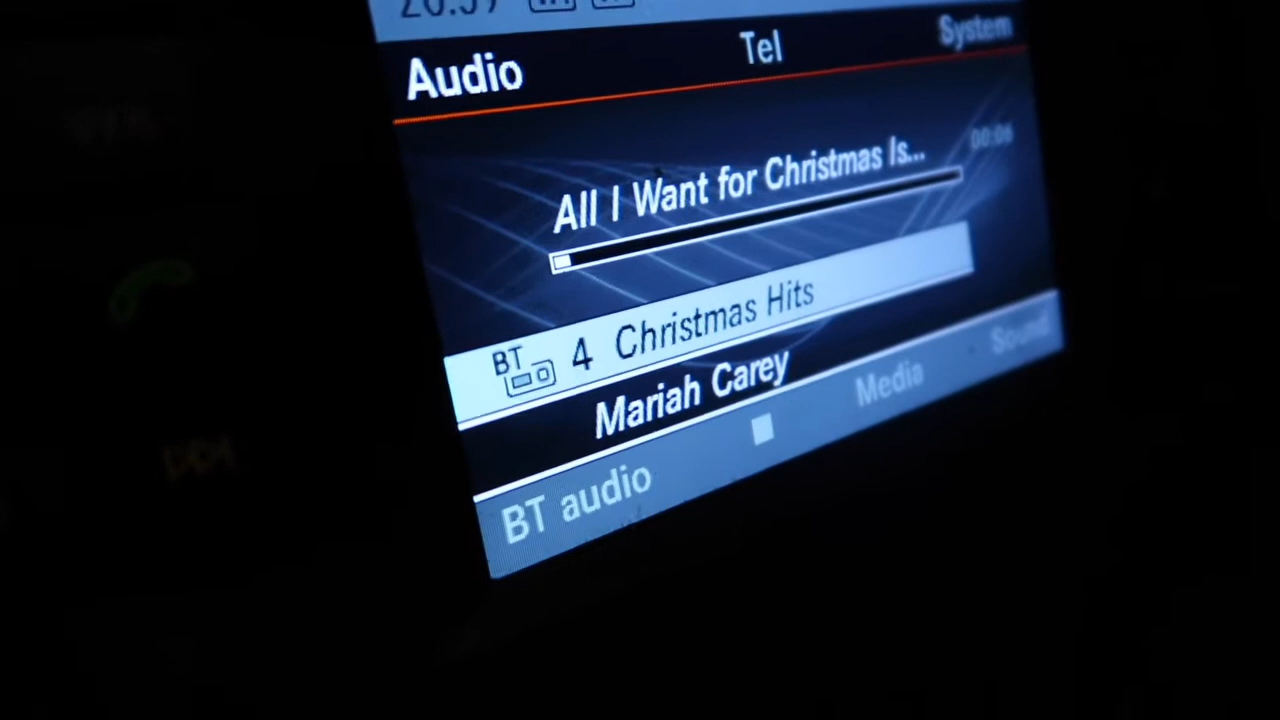 Audio Tel System
All I Want for Christmas Is... 00:06
BT 4 Christmas Hits
Mariah Carey
BT audio Media Sound